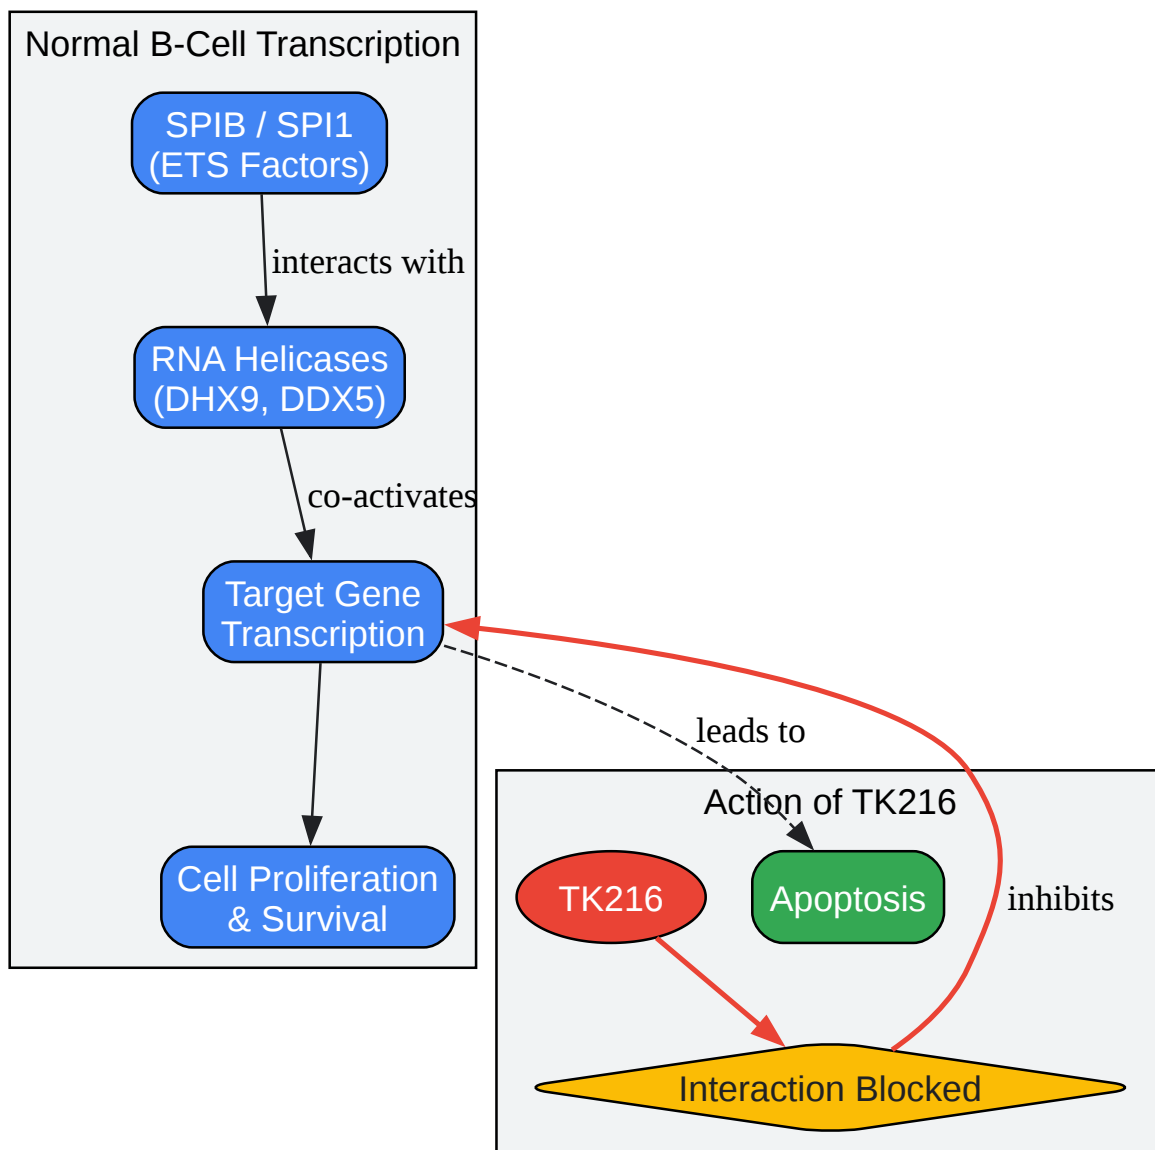 Normal B-Cell Transcription
SPIB / SPI1
(ETS Factors)
interacts with
RNA Helicases
(DHX9, DDX5)
co-activates
Target Gene
Transcription
leads to
Cell Proliferation
& Survival
Action of TK216
TK216
Apoptosis
inhibits
Interaction Blocked